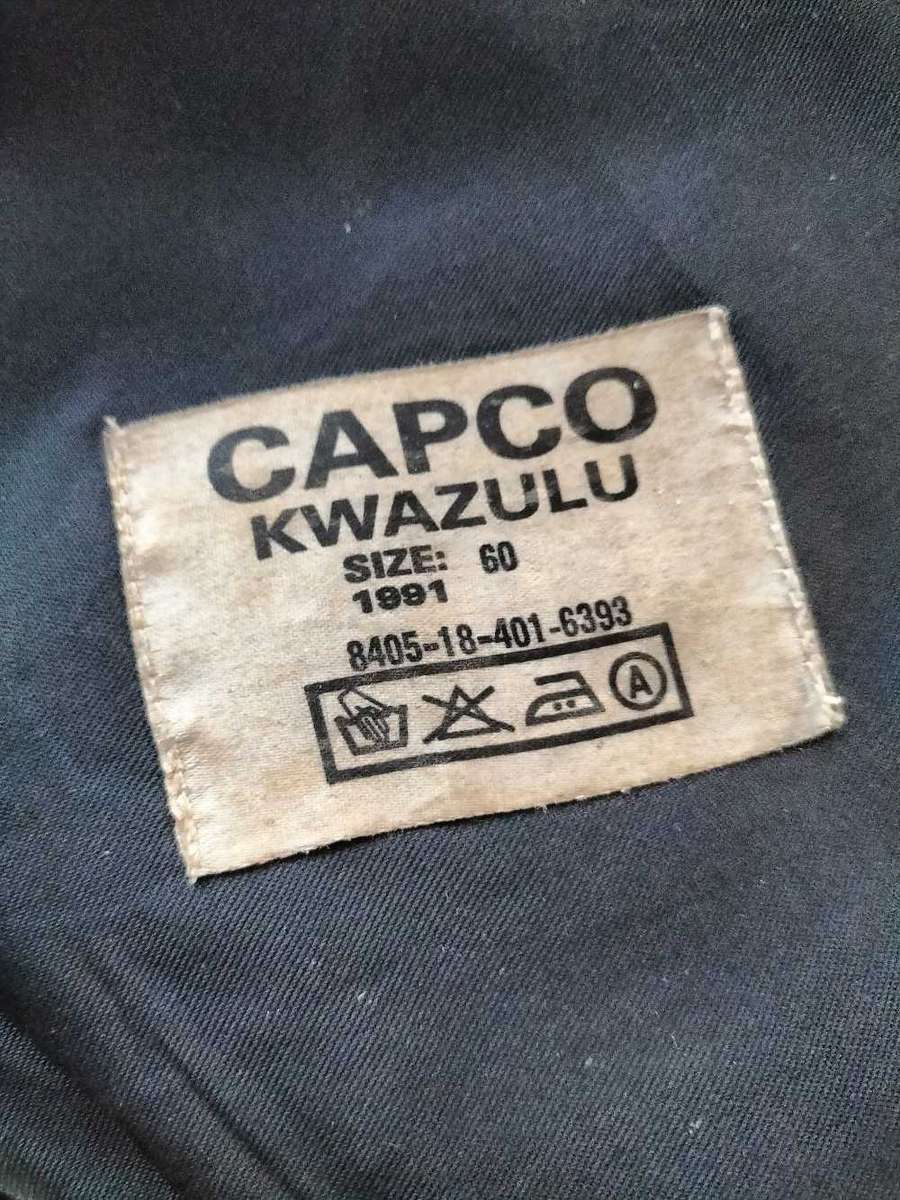 CAPCO
KWAZULU
SIZE: 60
1991
8405-18-401-6393
A